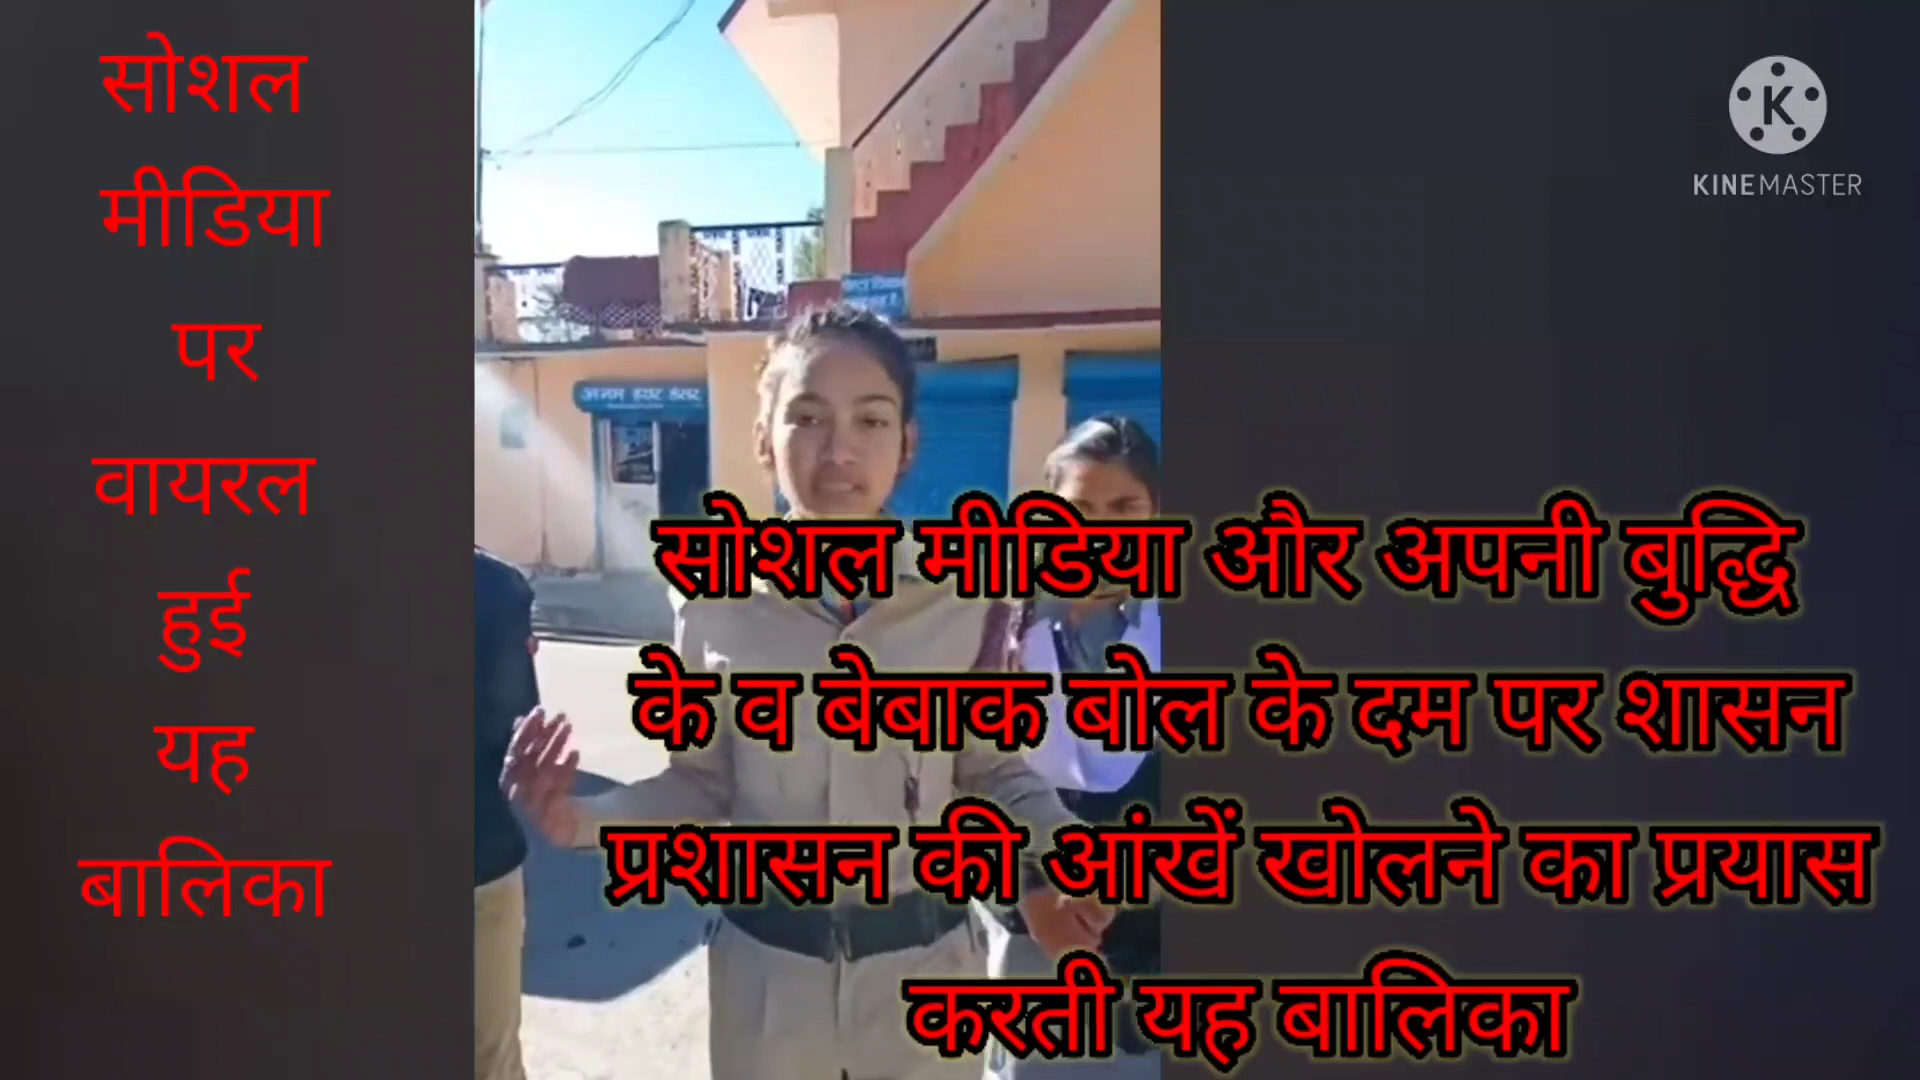 सोशल
मीडिया
पर
वायरल
हुई
यह
बालिका
KINEMASTER
सोशल मीडिया और अपनी बुद्धि
के व बेबाक बोल के दम पर शासन
प्रशासन की आंखें खोलने का प्रयास
करती यह बालिका